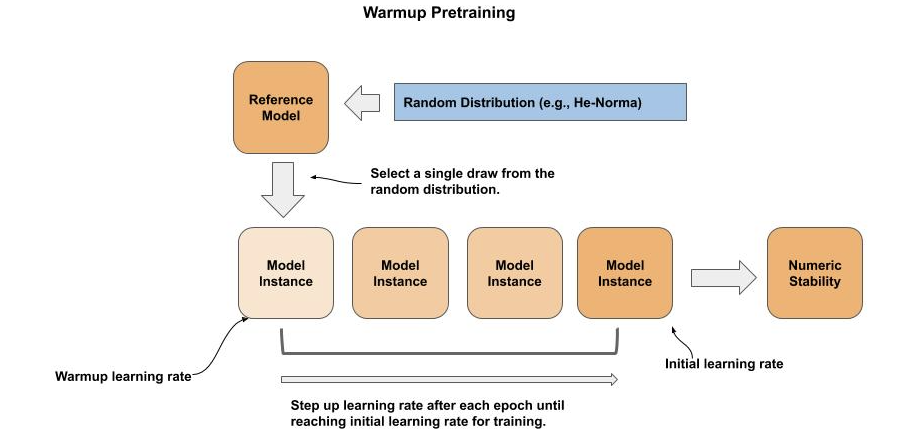 Warmup Pretraining
Reference
Model
Random Distribution (e.g., He-Norma)
Select a single draw from the
random distribution.
Model
Instance
Model
Instance
Model
Instance
Model
Instance
Numeric
Stability
Warmup learning rate
Initial learning rate
Step up learning rate after each epoch until
reaching initial learning rate for training.